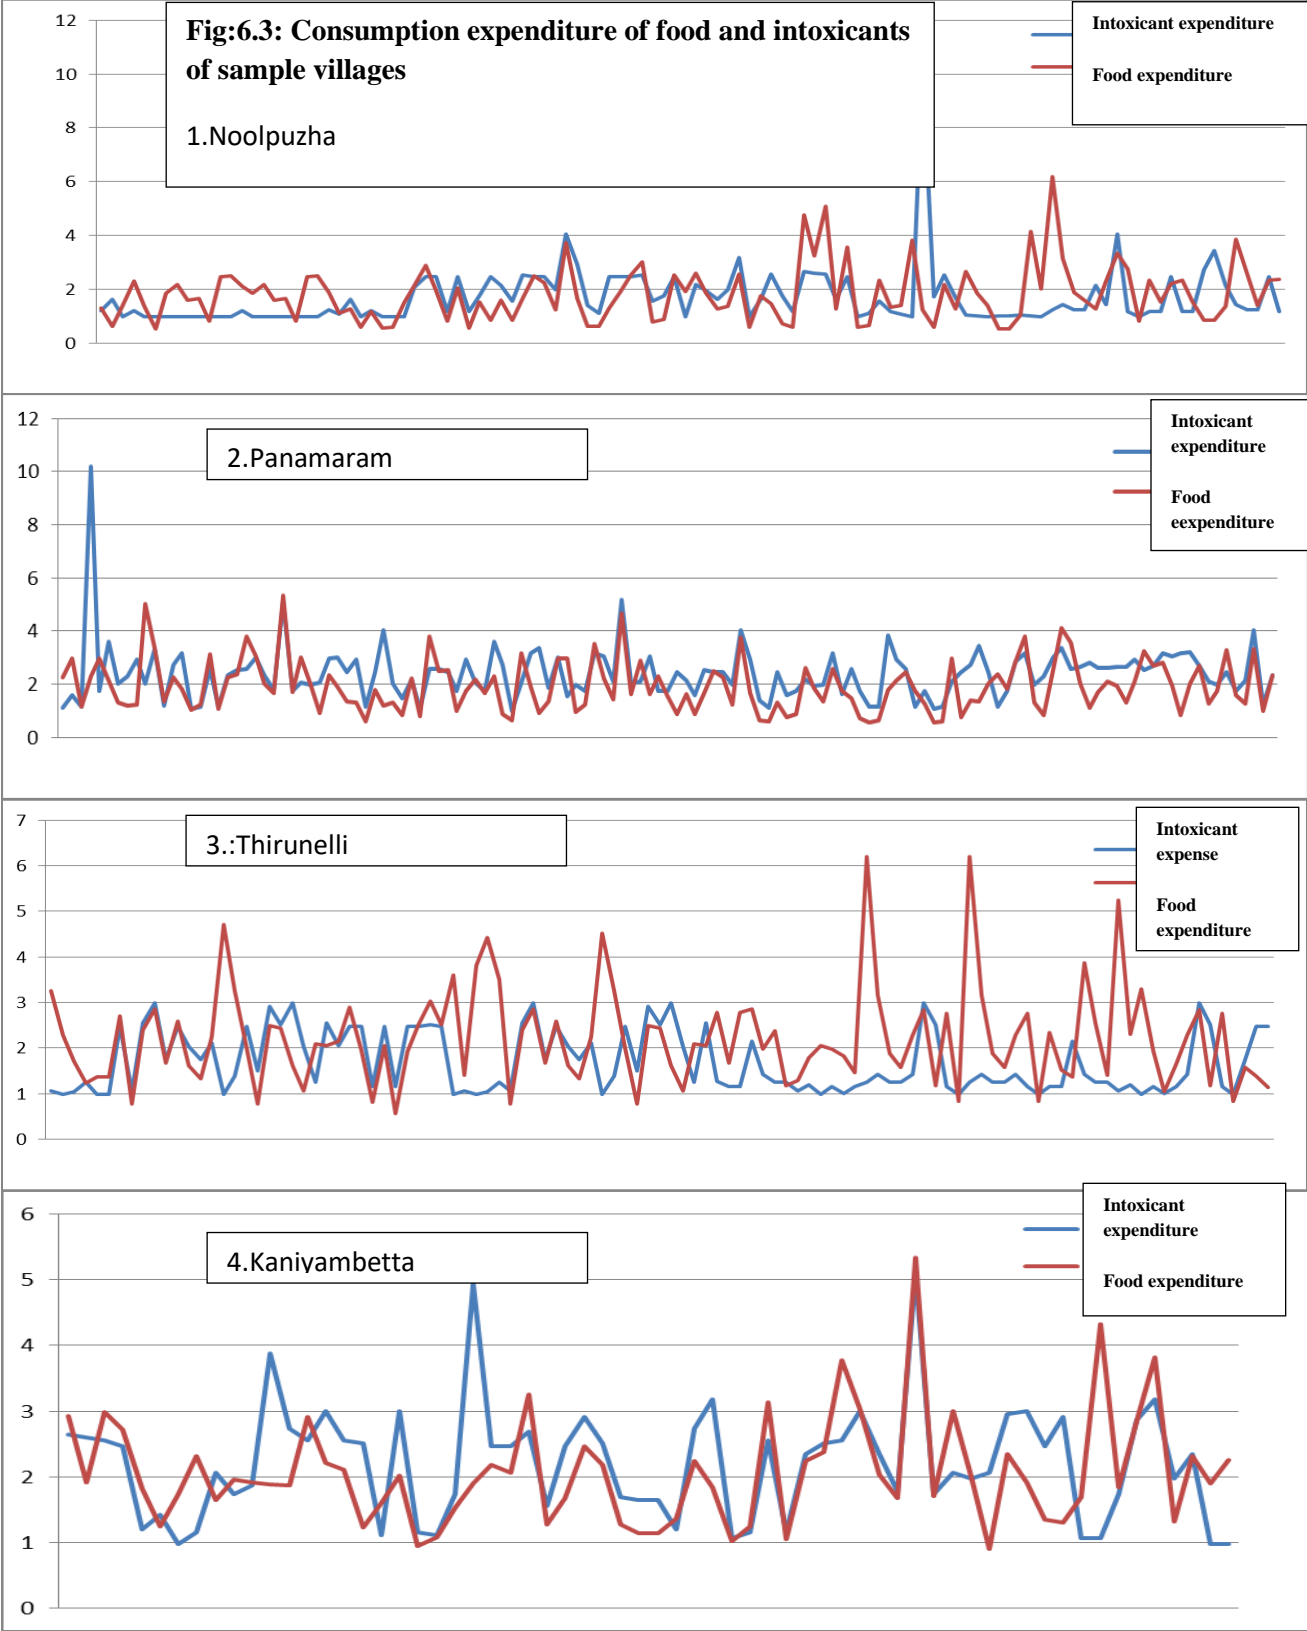 Fig:6.3: Consumption expenditure of food and intoxicants
of sample villages
1.Noolpuzha
Intoxicant expenditure
Food expenditure
12
10
8
6
4
2
0
2.Panamaram
Intoxicant
expenditure
Food
eexpenditure
12
10
8
6
4
2
0
3.:Thirunelli
Intoxicant
expense
Food
expenditure
7
6
5
4
3
2
1
0
4.Kaniyambetta
Intoxicant
expenditure
Food expenditure
6
5
4
3
2
1
0